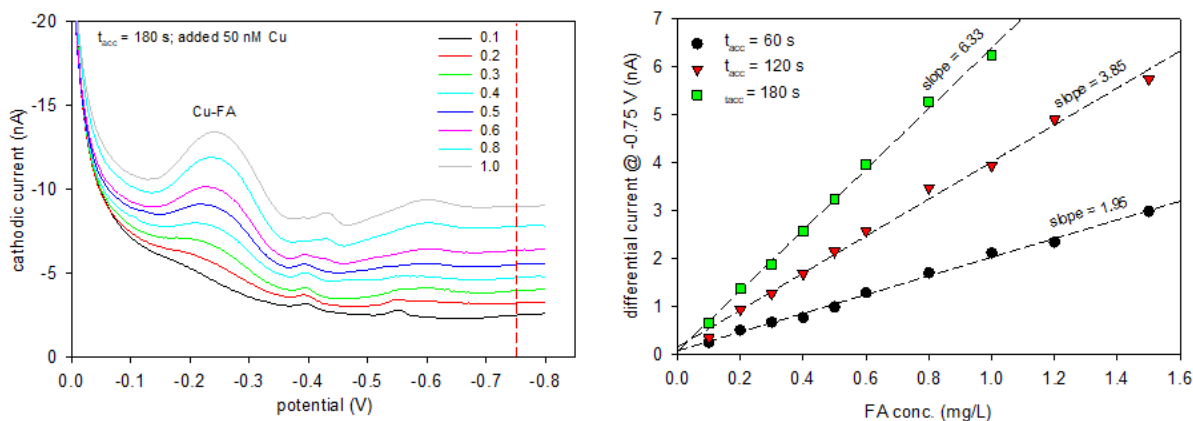 -20
-15
-10
-5
0
cathodic current (nA)
t_acc = 180 s; added 50 nM Cu
Cu-FA
0.1
0.2
0.3
0.4
0.5
0.6
0.8
1.0
0.0 -0.1 -0.2 -0.3 -0.4 -0.5 -0.6 -0.7 -0.8
potential (V)
7
6
5
4
3
2
1
0
differential current @ -0.75 V (nA)
t_acc = 60 s
t_acc = 120 s
tacc = 180 s
slope = 6.33
slope = 3.85
slope = 1.95
0.0 0.2 0.4 0.6 0.8 1.0 1.2 1.4 1.6
FA conc. (mg/L)